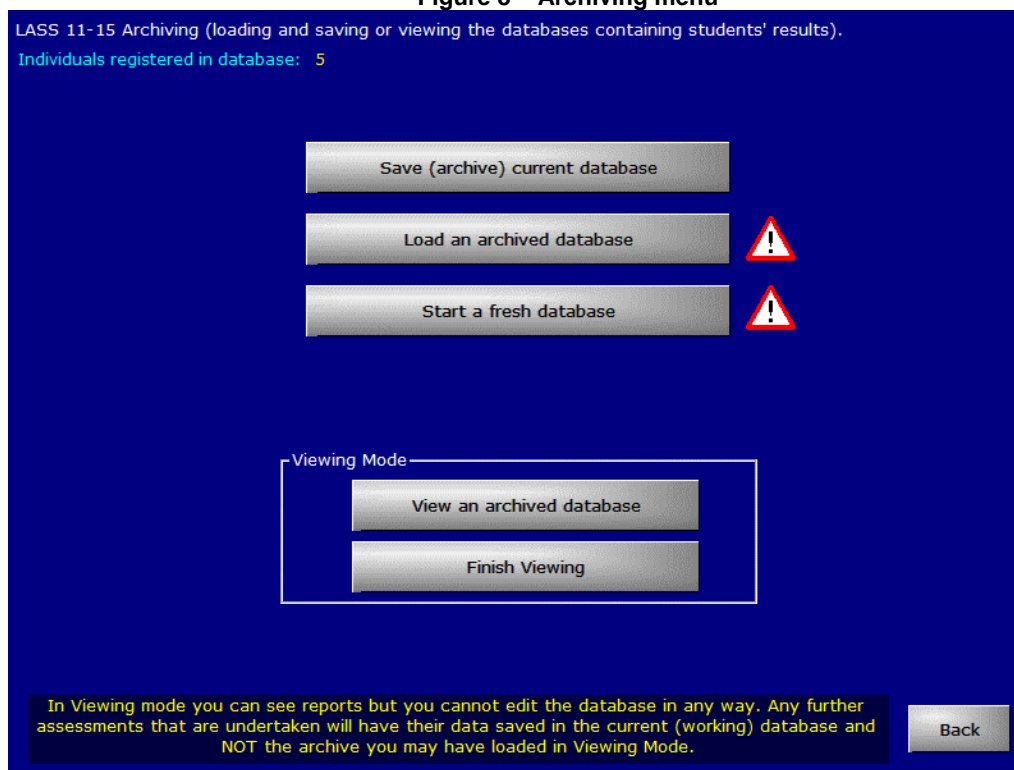 Figure 8 – Archiving menu
LASS 11-15 Archiving (loading and saving or viewing the databases containing students' results).
Individuals registered in database: 5
Save (archive) current database
Load an archived database
Start a fresh database
Viewing Mode
View an archived database
Finish Viewing
In Viewing mode you can see reports but you cannot edit the database in any way. Any further
assessments that are undertaken will have their data saved in the current (working) database and
NOT the archive you may have loaded in Viewing Mode.
Back